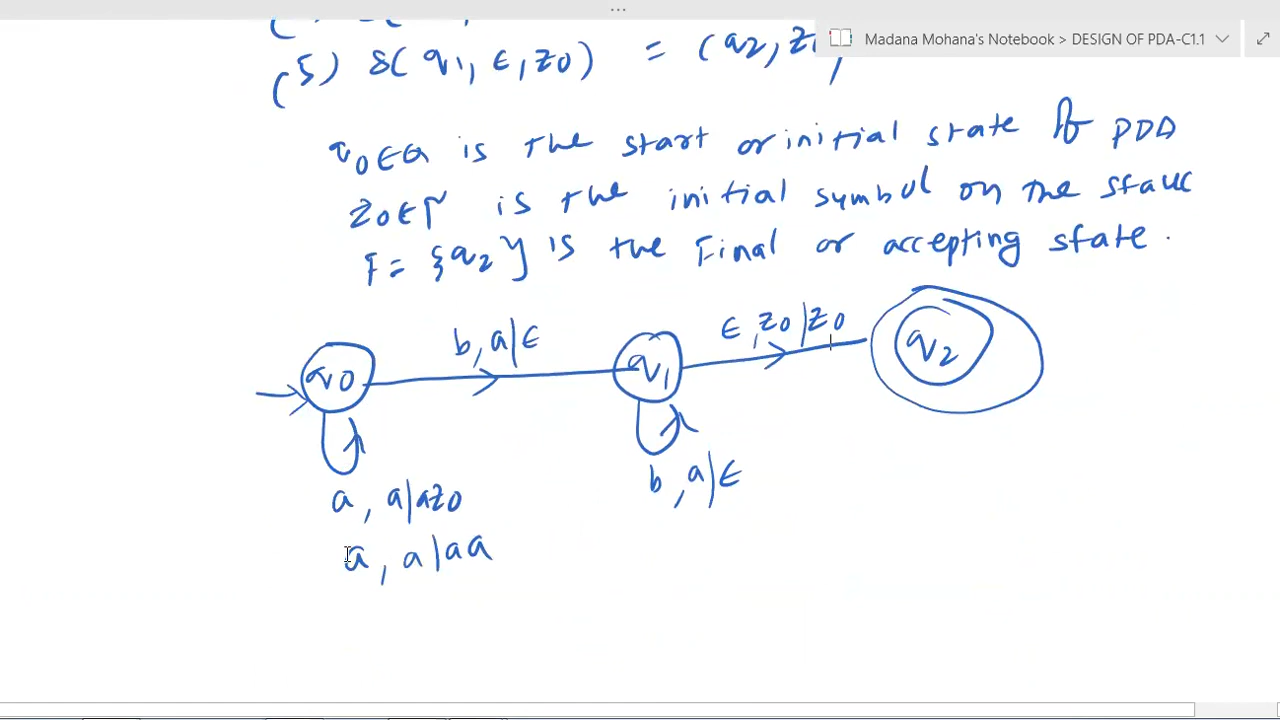 Madana Mohana's Notebook > DESIGN OF PDA-C1.1
(5) δ(q1, ε, z0) = (q2, z0
q0∈Q is the start or initial state of PDA
z0∈Γ is the initial symbol on the stack
F = {q2} is the Final or accepting state.
b, a|ε
ε, z0|z0
q0
q1
q2
a, a|az0
b, a|ε
a, a|aa